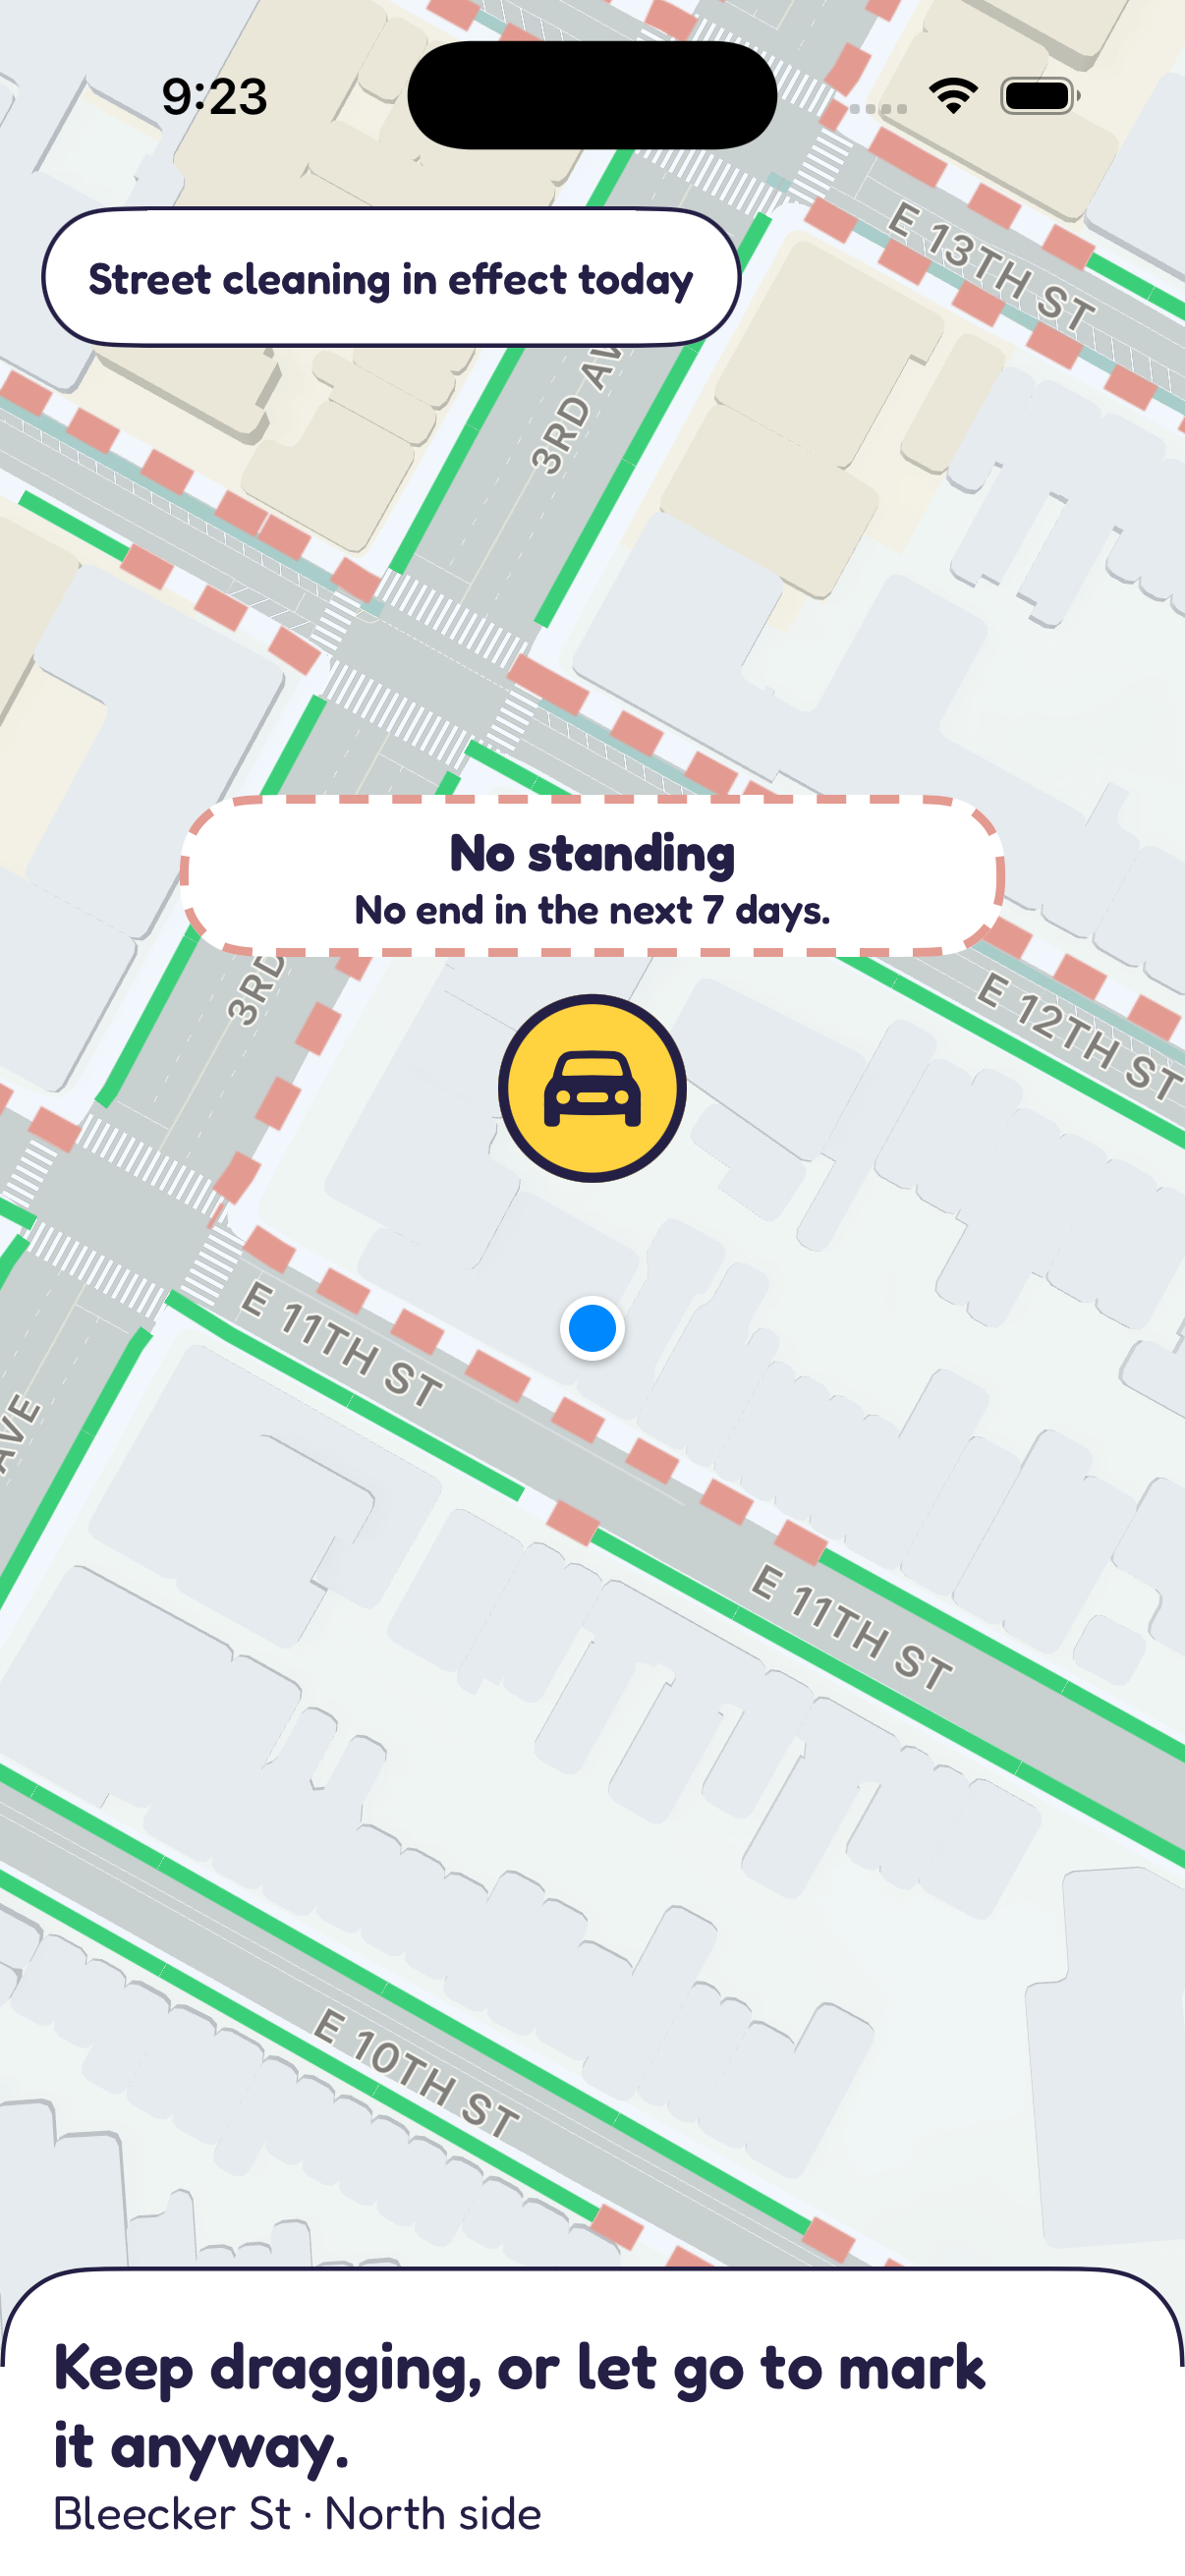 9:23
E 13TH ST
Street cleaning in effect today
3RD AV
No standing
No end in the next 7 days.
3RD
E 12TH ST
E 11TH ST
AVE
E 11TH ST
E 10TH ST
Keep dragging, or let go to mark
it anyway.
Bleecker St · North side